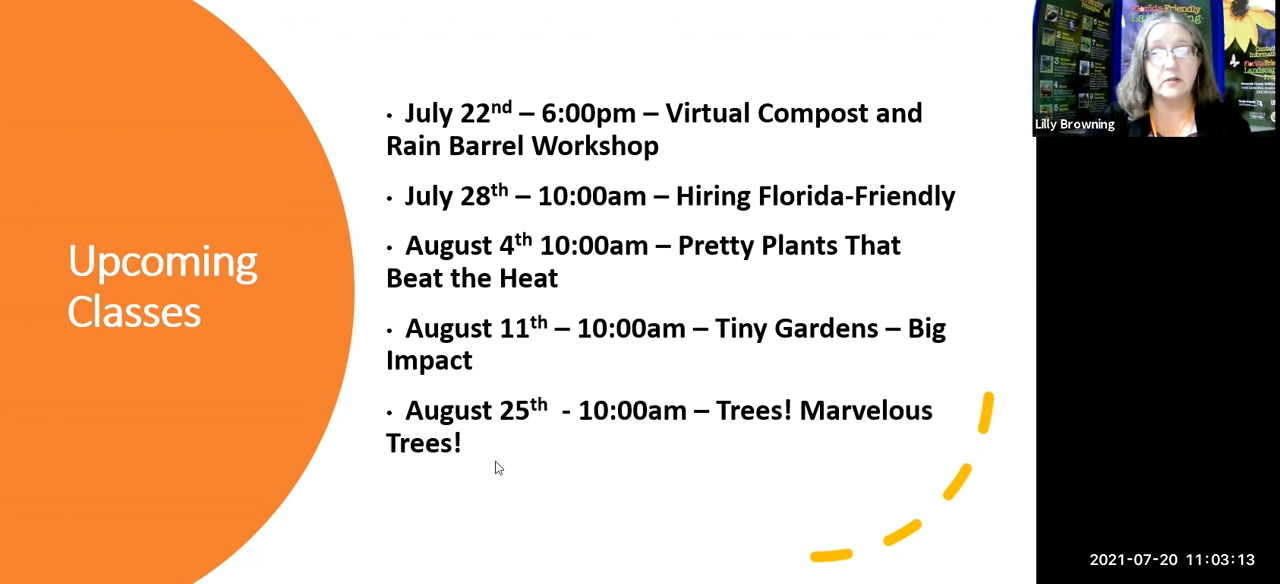 Upcoming
Classes
· July 22nd – 6:00pm – Virtual Compost and
Rain Barrel Workshop
· July 28th – 10:00am – Hiring Florida-Friendly
· August 4th 10:00am – Pretty Plants That
Beat the Heat
· August 11th – 10:00am – Tiny Gardens – Big
Impact
· August 25th - 10:00am – Trees! Marvelous
Trees!
Florida-Friendly
Lilly Browning
2021-07-20 11:03:13